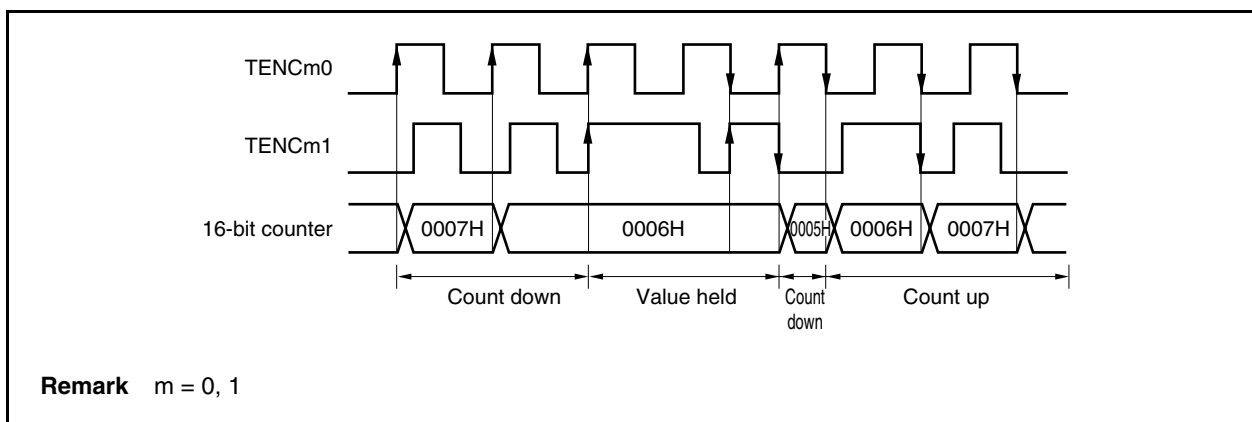 TENCm0
TENCm1
16-bit counter 0007H 0006H 0005H 0006H 0007H
Count down Value held Count down Count up
Remark m = 0, 1